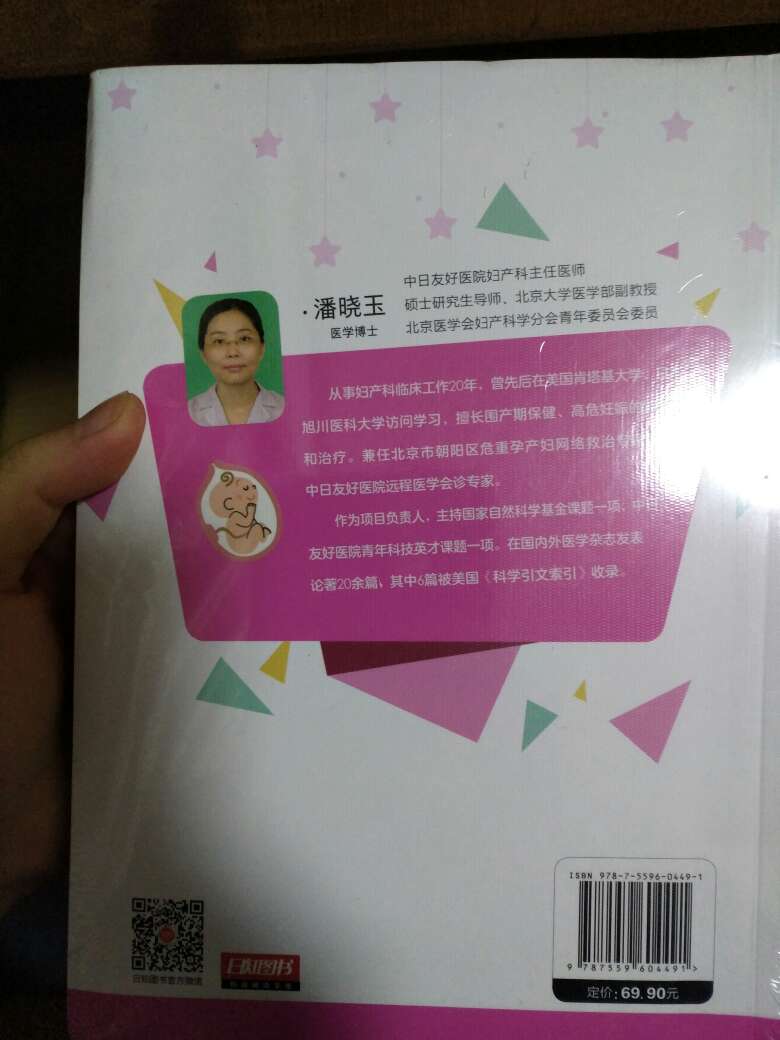 中日友好医院妇产科主任医师
·潘晓玉
硕士研究生导师、北京大学医学部副教授
医学博士
北京医学会妇产科学分会青年委员会委员
从事妇产科临床工作20年，曾先后在美国肯塔基大学、
旭川医科大学访问学习，擅长围产期保健、高危妊娠的
和治疗。兼任北京市朝阳区危重孕产妇网络救治
中日友好医院远程医学会诊专家。
作为项目负责人，主持国家自然科学基金课题一项，中
友好医院青年科技英才课题一项。在国内外医学杂志发表
论著20余篇、其中6篇被美国《科学引文索引》收录。
ISBN 978-7-5596-0449-1
9 787559 604491>
定价：69.90元
日知图书
日知图书官方微信